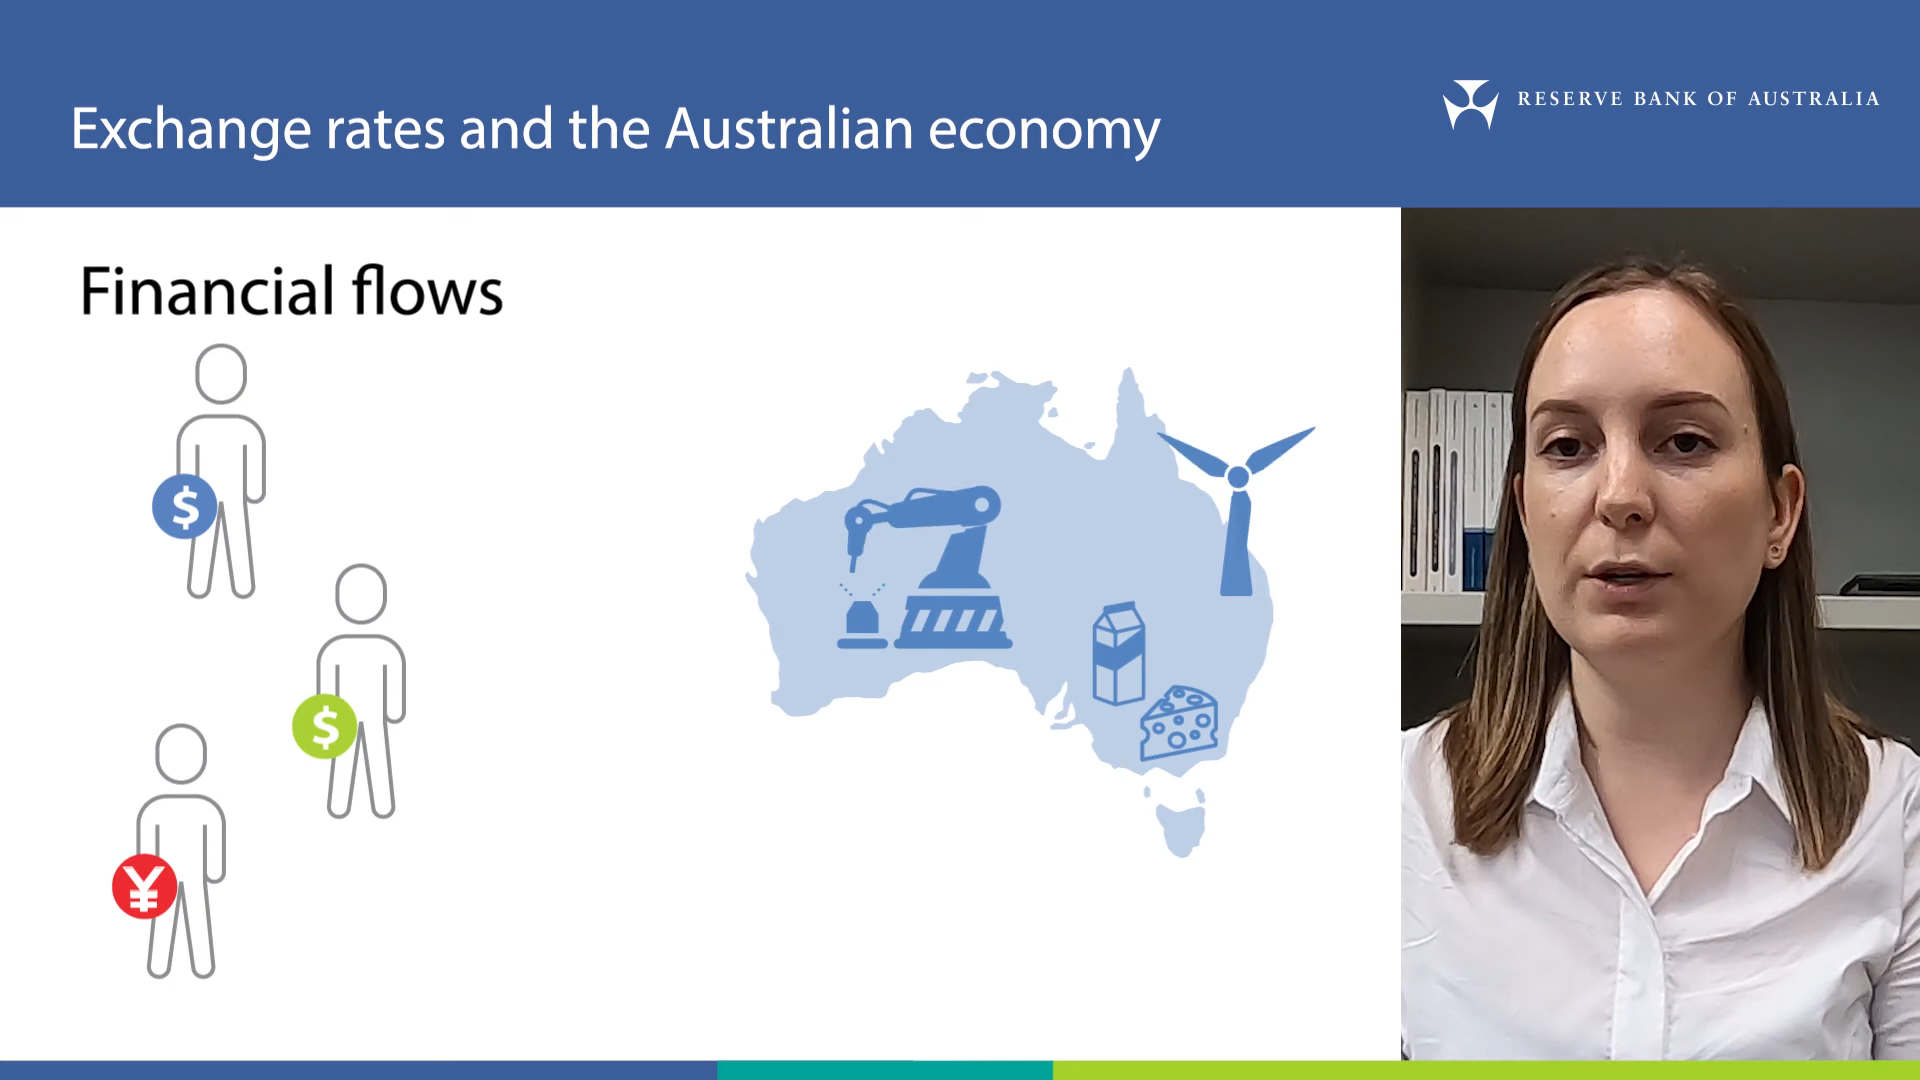 Exchange rates and the Australian economy
RESERVE BANK OF AUSTRALIA
Financial flows
$
$
¥